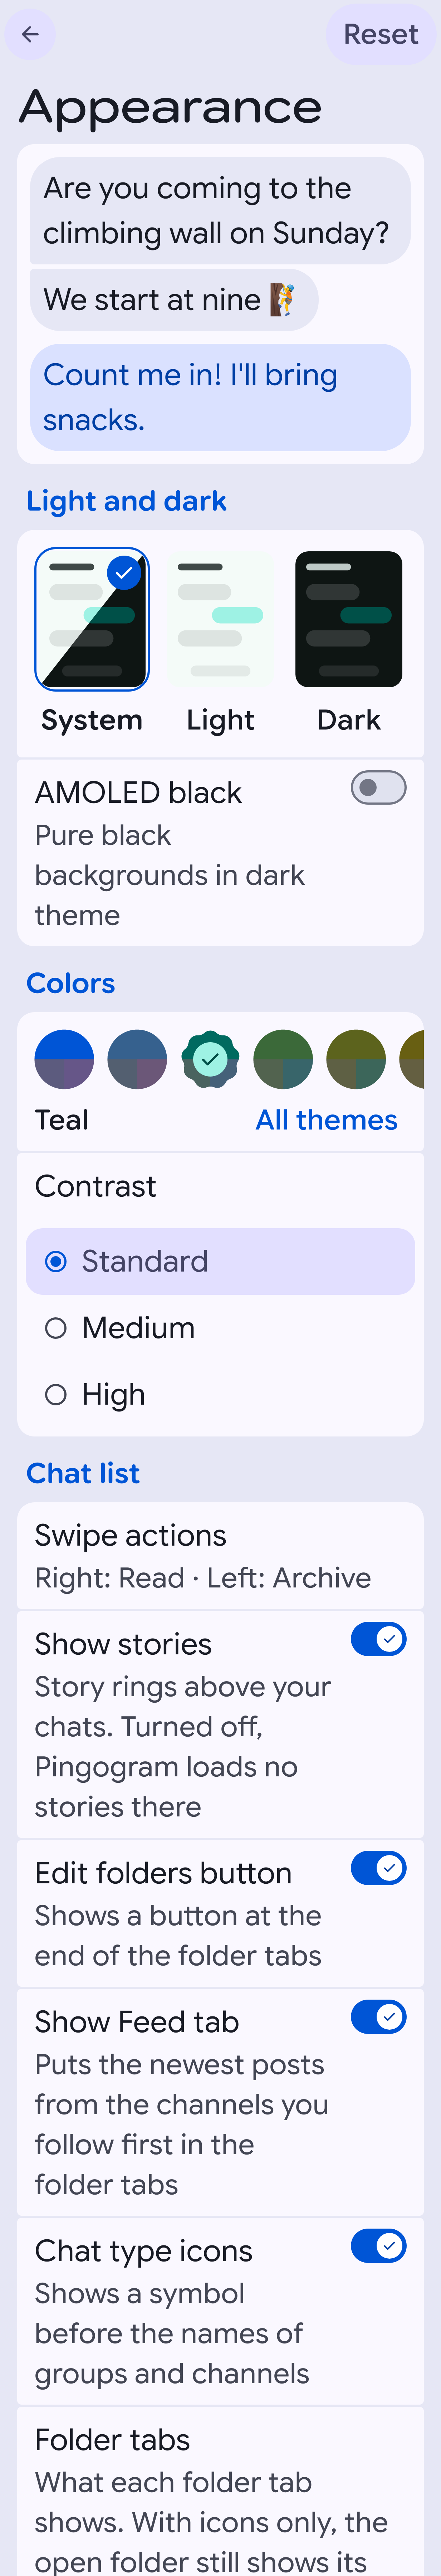 Reset
Appearance
Are you coming to the
climbing wall on Sunday?
We start at nine 🧗
Count me in! I'll bring
snacks.
Light and dark
System
Light
Dark
AMOLED black
Pure black
backgrounds in dark
theme
Colors
Teal
All themes
Contrast
Standard
Medium
High
Chat list
Swipe actions
Right: Read · Left: Archive
Show stories
Story rings above your
chats. Turned off,
Pingogram loads no
stories there
Edit folders button
Shows a button at the
end of the folder tabs
Show Feed tab
Puts the newest posts
from the channels you
follow first in the
folder tabs
Chat type icons
Shows a symbol
before the names of
groups and channels
Folder tabs
What each folder tab
shows. With icons only, the
open folder still shows its